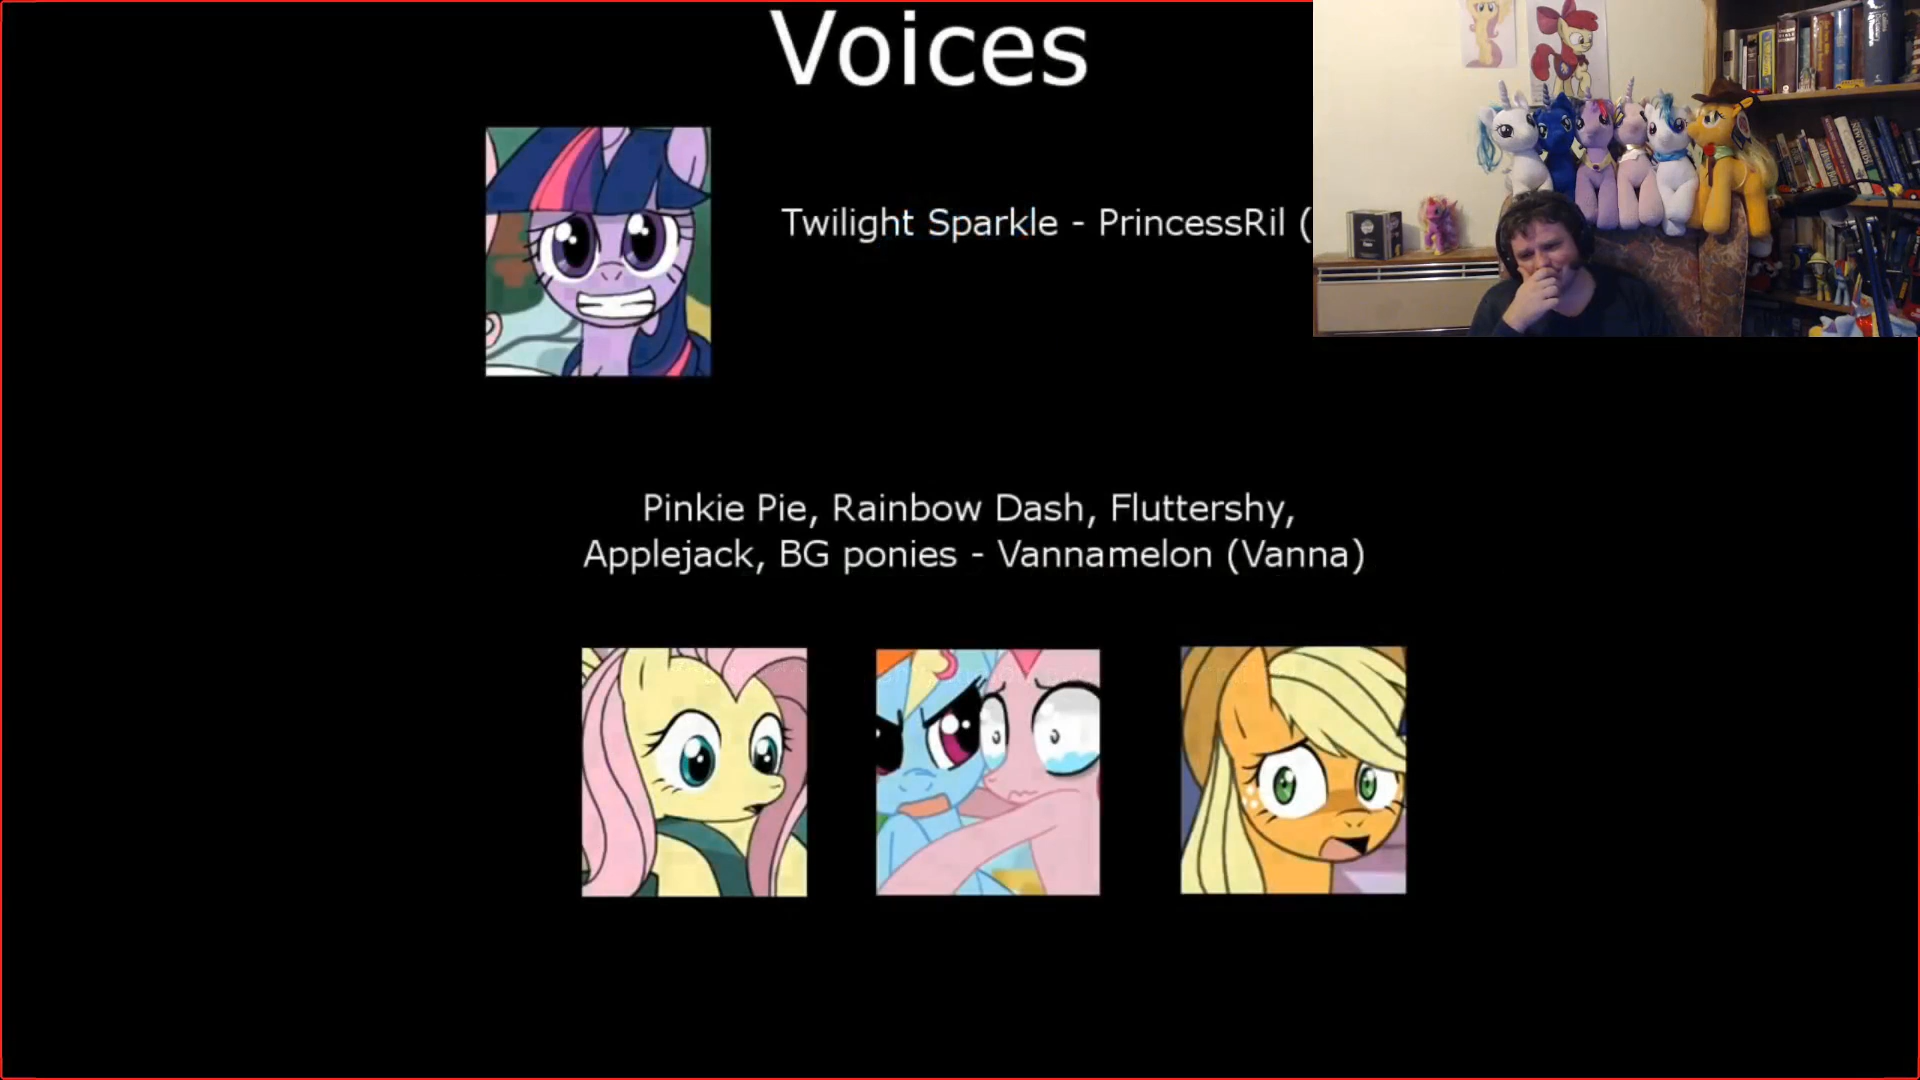 Voices
Twilight Sparkle - PrincessRil (
Pinkie Pie, Rainbow Dash, Fluttershy,
Applejack, BG ponies - Vannamelon (Vanna)